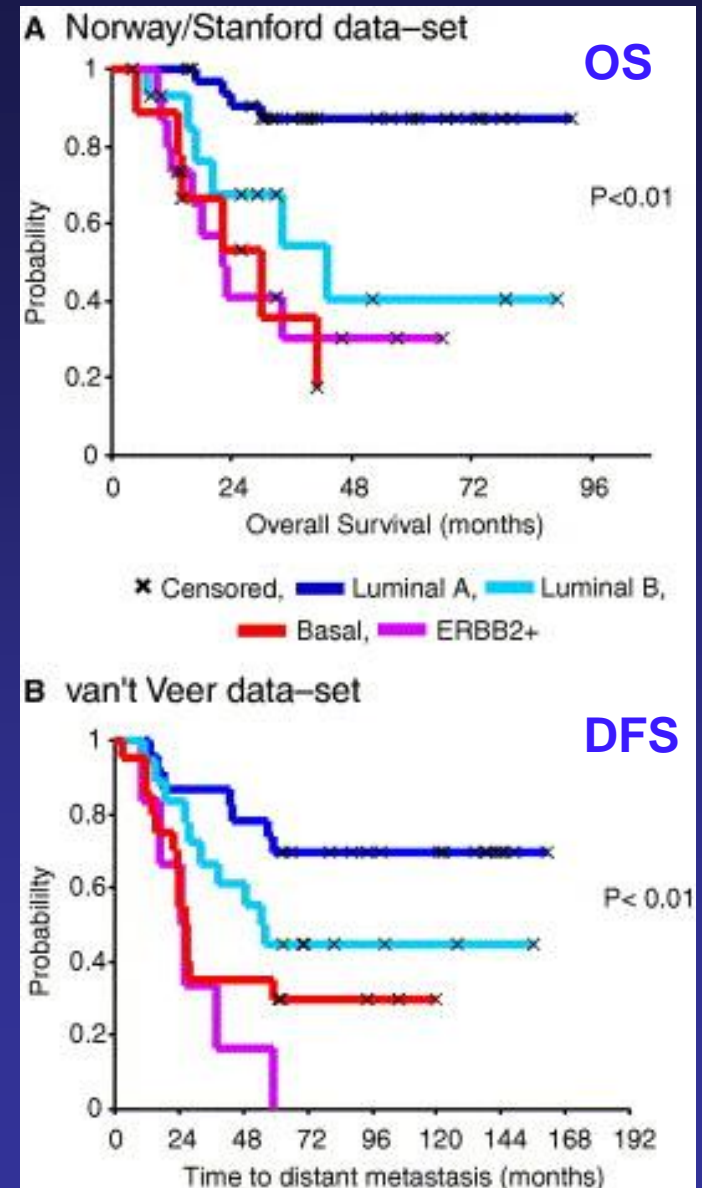 A Norway/Stanford data–set
OS
1
0.8
0.6
0.4
0.2
0
Probability
P<0.01
0 24 48 72 96
Overall Survival (months)
× Censored, Luminal A, Luminal B,
Basal, ERBB2+
B van't Veer data–set
DFS
1
0.8
0.6
0.4
0.2
0
Probabililty
P< 0.01
0 24 48 72 96 120 144 168 192
Time to distant metastasis (months)